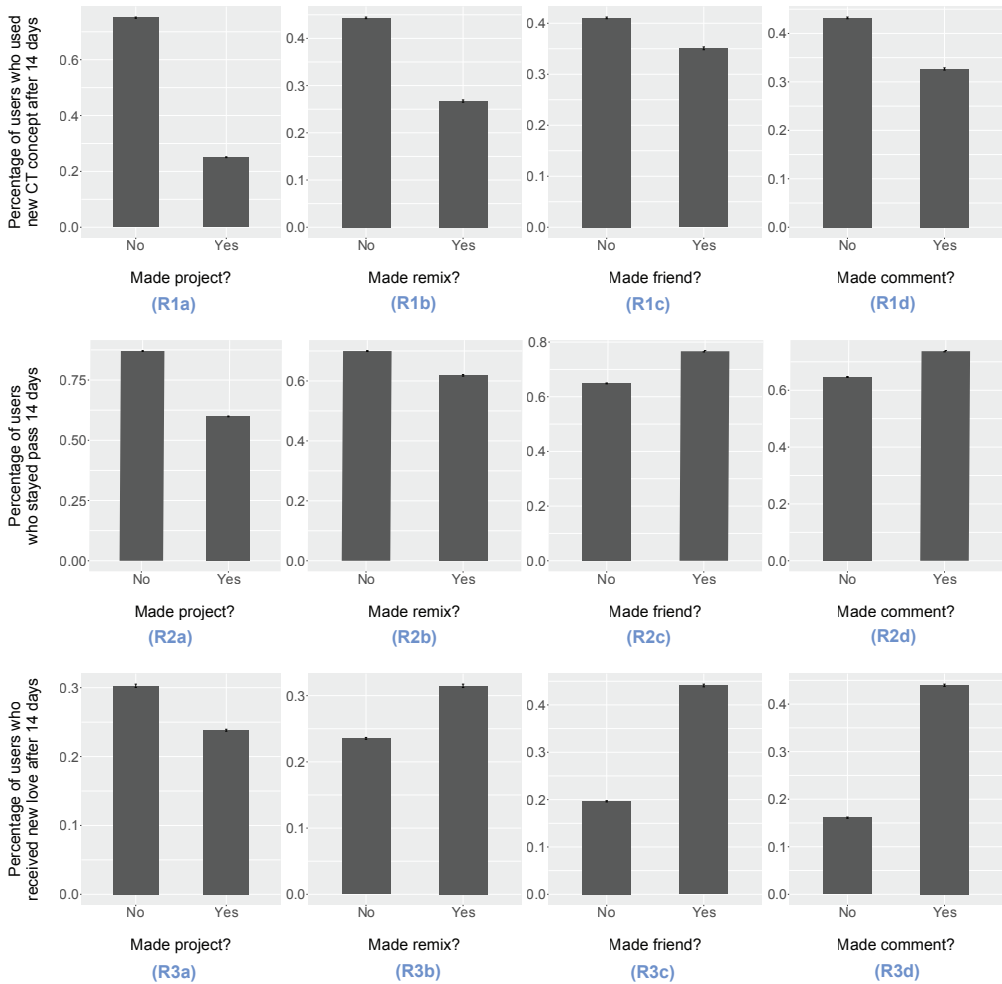 Percentage of users who used
new CT concept after 14 days
0.6
0.4
0.2
0.0
No Yes
Made project?
(R1a)
0.4
0.3
0.2
0.1
0.0
No Yes
Made remix?
(R1b)
0.4
0.3
0.2
0.1
0.0
No Yes
Made friend?
(R1c)
0.4
0.3
0.2
0.1
0.0
No Yes
Made comment?
(R1d)
Percentage of users
who stayed pass 14 days
0.75
0.50
0.25
0.00
No Yes
Made project?
(R2a)
0.6
0.4
0.2
0.0
No Yes
Made remix?
(R2b)
0.8
0.6
0.4
0.2
0.0
No Yes
Made friend?
(R2c)
0.6
0.4
0.2
0.0
No Yes
Made comment?
(R2d)
Percentage of users who
received new love after 14 days
0.3
0.2
0.1
0.0
No Yes
Made project?
(R3a)
0.3
0.2
0.1
0.0
No Yes
Made remix?
(R3b)
0.4
0.3
0.2
0.1
0.0
No Yes
Made friend?
(R3c)
0.4
0.3
0.2
0.1
0.0
No Yes
Made comment?
(R3d)